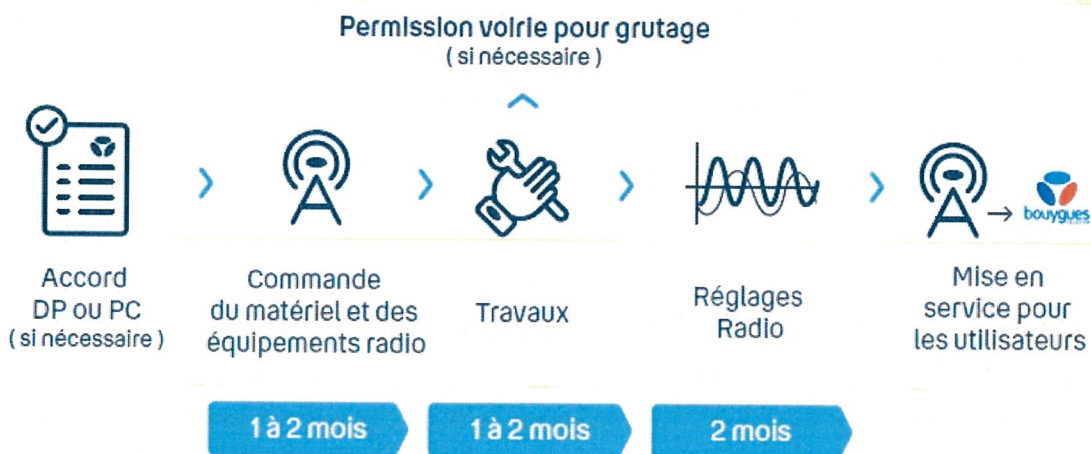 Permission voirie pour grutage
( si nécessaire )
bouygues
Accord
DP ou PC
( si nécessaire )
Commande
du matériel et des
équipements radio
Travaux
Réglages
Radio
Mise en
service pour
les utilisateurs
1 à 2 mois
1 à 2 mois
2 mois